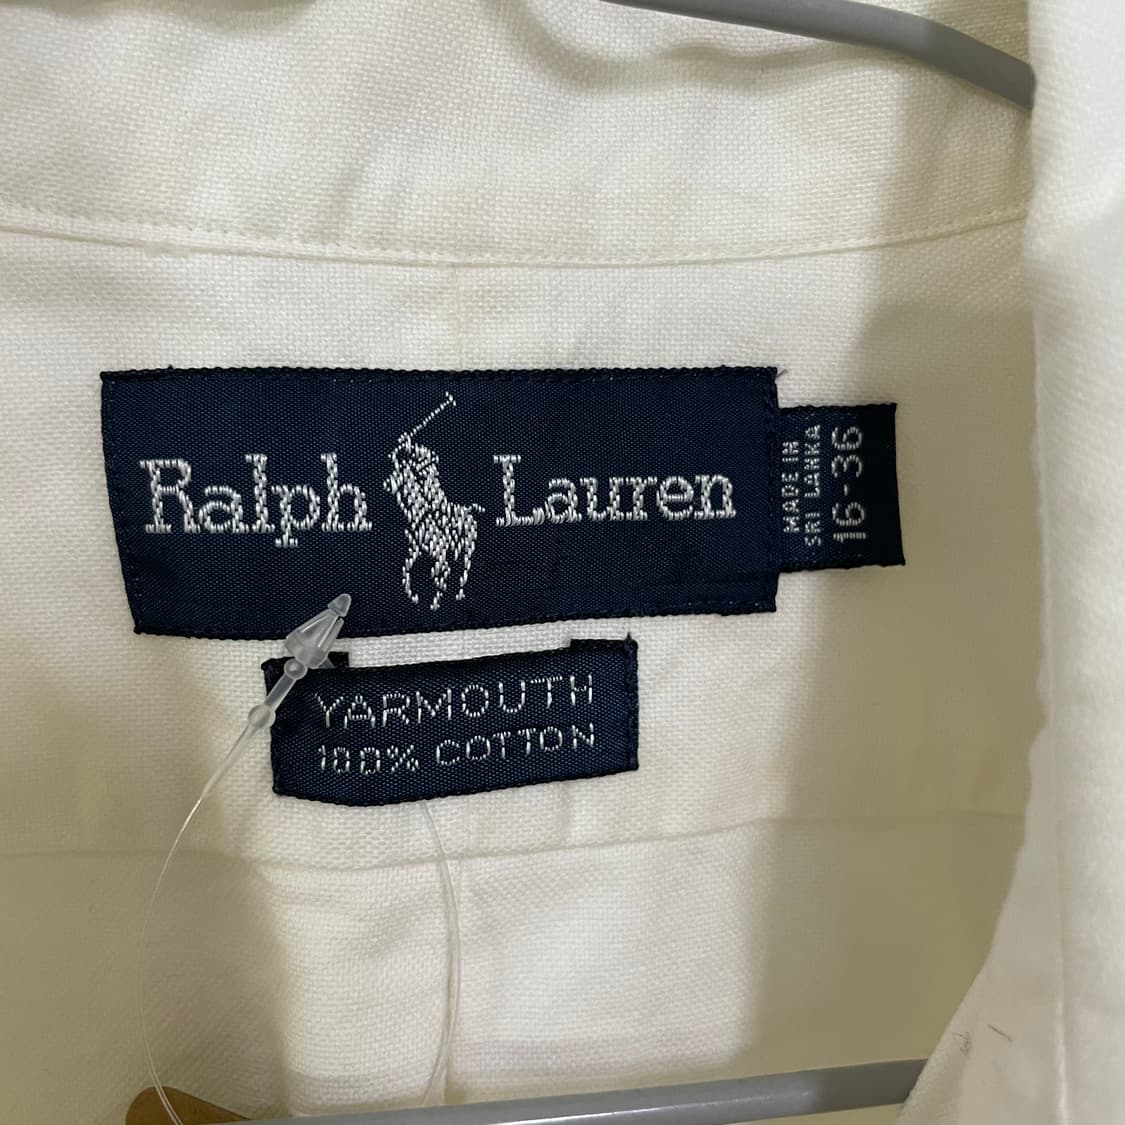 Ralph Lauren
MADE IN
SRI LANKA
16-36
YARMOUTH
100% COTTON